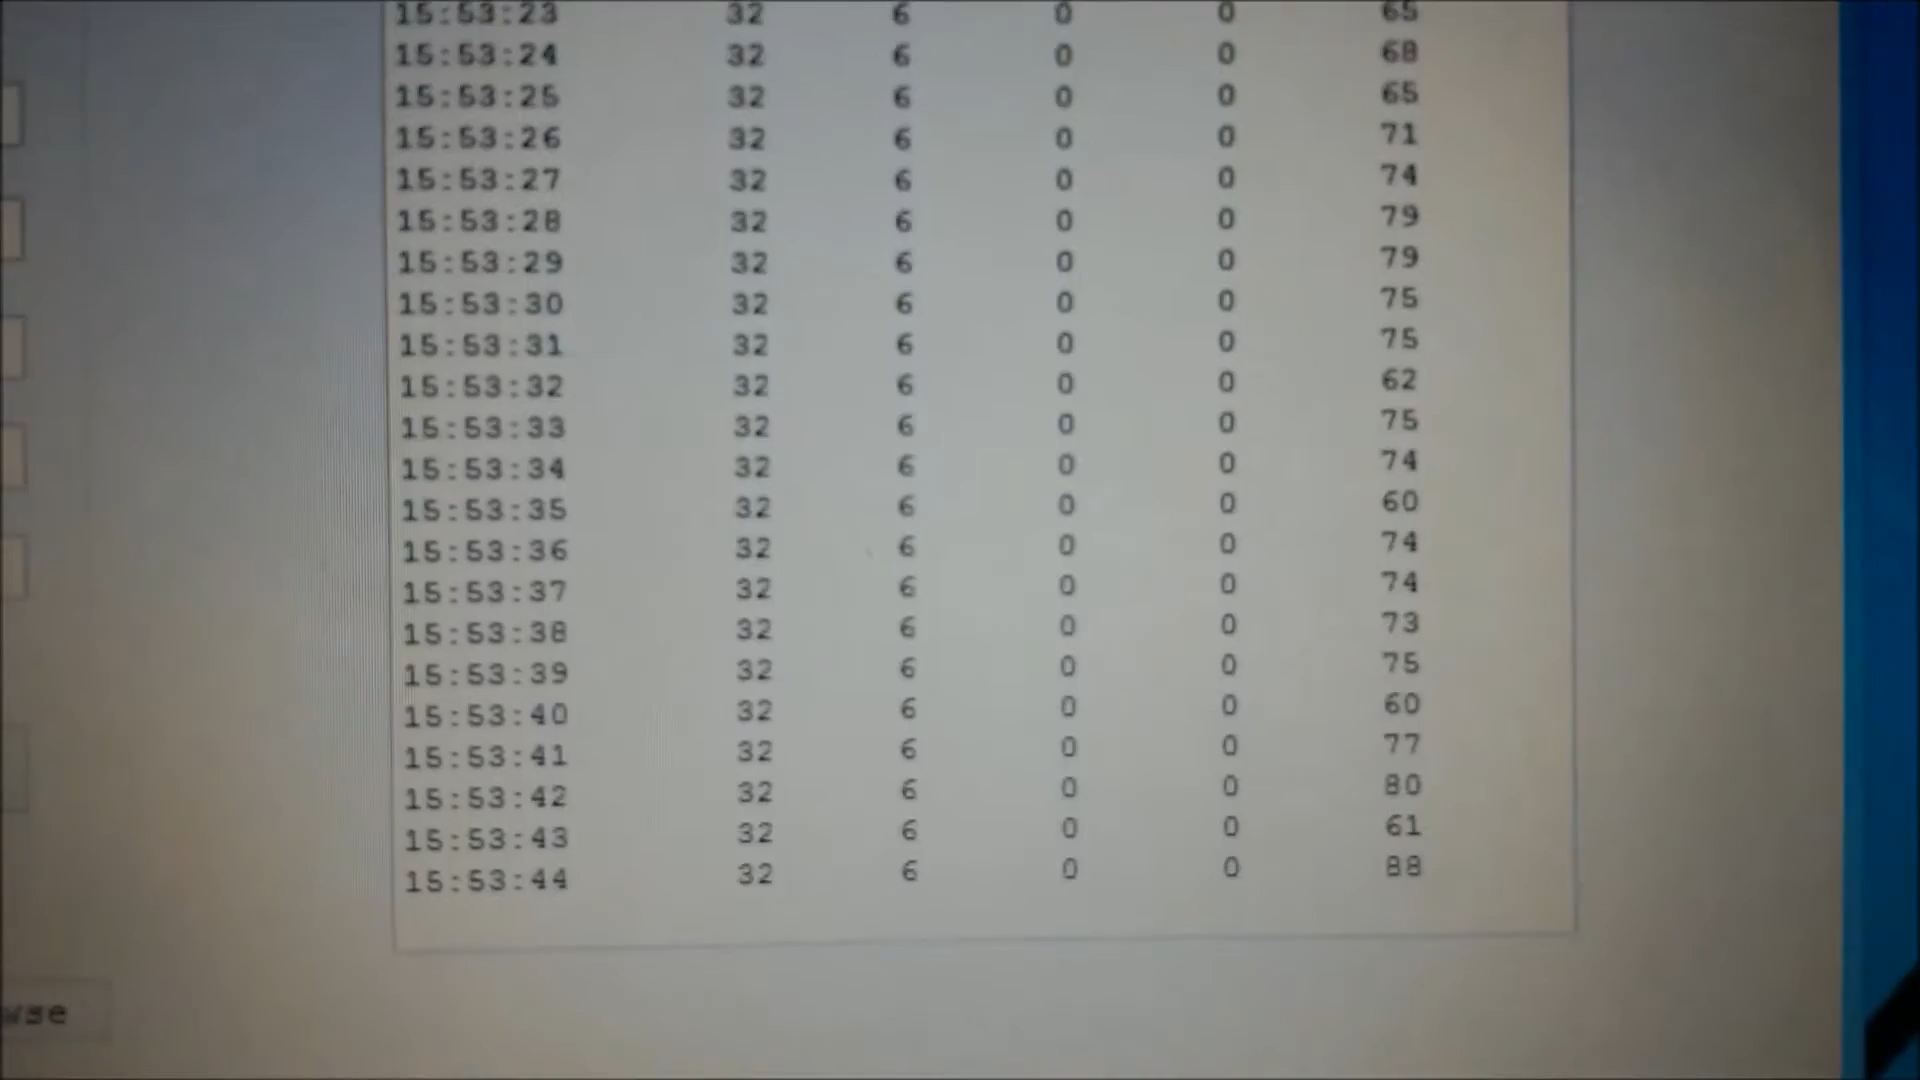 15:53:23 32 6 0 0 65
15:53:24 32 6 0 0 68
15:53:25 32 6 0 0 65
15:53:26 32 6 0 0 71
15:53:27 32 6 0 0 74
15:53:28 32 6 0 0 79
15:53:29 32 6 0 0 79
15:53:30 32 6 0 0 75
15:53:31 32 6 0 0 75
15:53:32 32 6 0 0 62
15:53:33 32 6 0 0 75
15:53:34 32 6 0 0 74
15:53:35 32 6 0 0 60
15:53:36 32 6 0 0 74
15:53:37 32 6 0 0 74
15:53:38 32 6 0 0 73
15:53:39 32 6 0 0 75
15:53:40 32 6 0 0 60
15:53:41 32 6 0 0 77
15:53:42 32 6 0 0 80
15:53:43 32 6 0 0 61
15:53:44 32 6 0 0 88